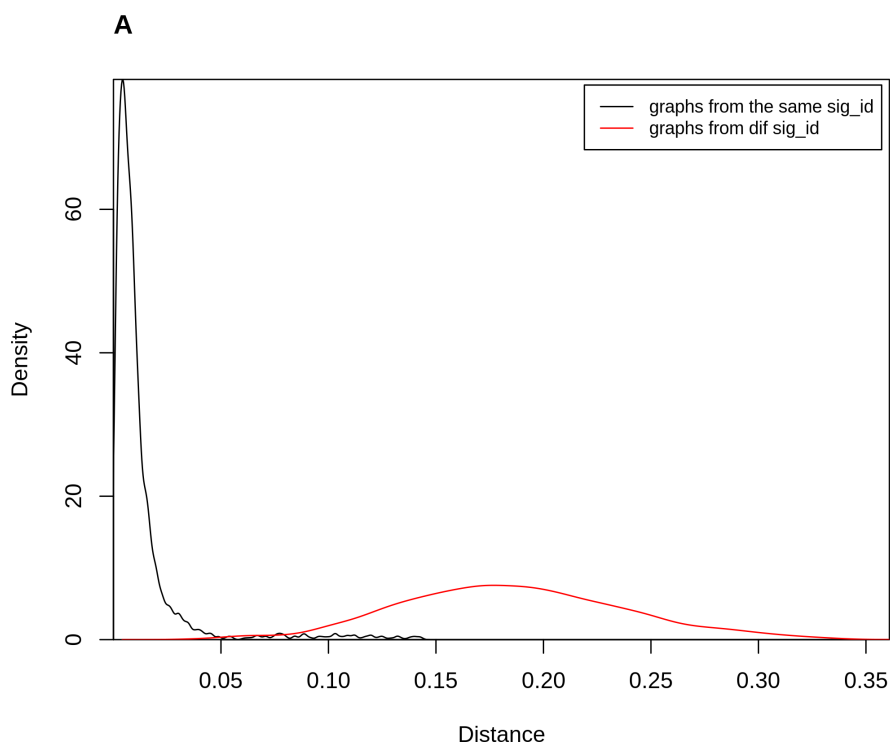 A
graphs from the same sig_id
graphs from dif sig_id
Density
60
40
20
0
0.05 0.10 0.15 0.20 0.25 0.30 0.35
Distance